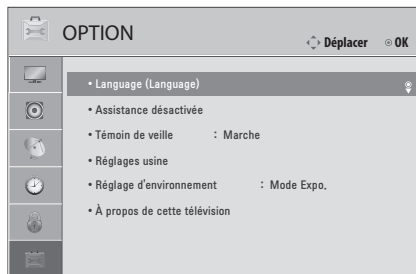 OPTION
Déplacer OK
• Language (Language)
• Assistance désactivée
• Témoin de veille : Marche
• Réglages usine
• Réglage d'environnement : Mode Expo.
• À propos de cette télévision